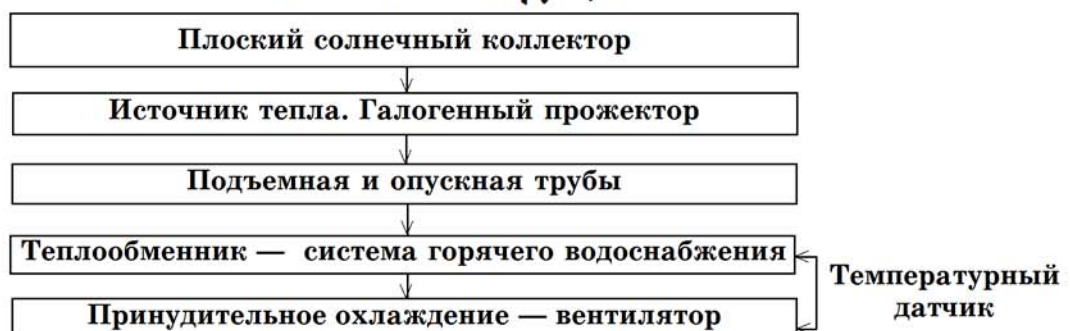 Плоский солнечный коллектор
Источник тепла. Галогенный прожектор
Подъемная и опускная трубы
Теплообменник — система горячего водоснабжения
Температурный
датчик
Принудительное охлаждение — вентилятор